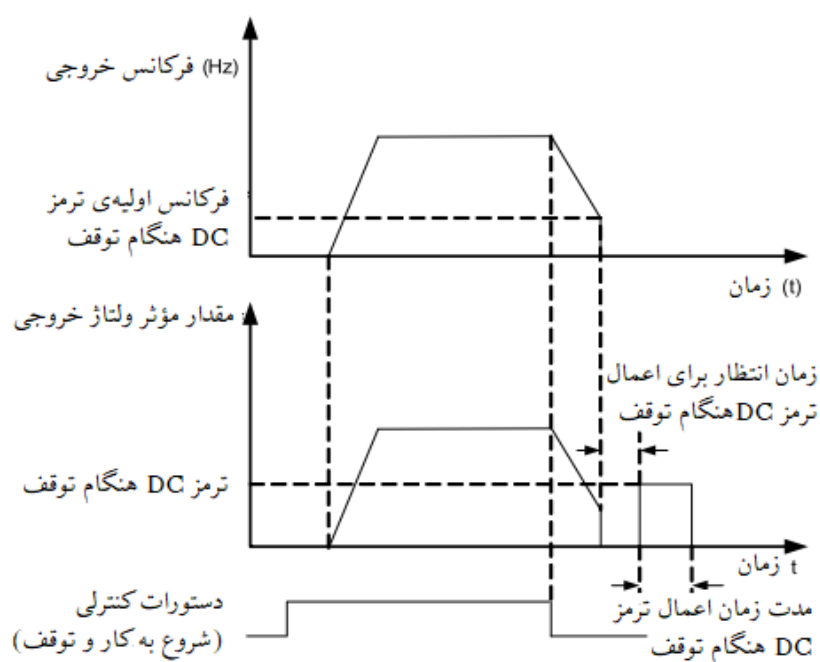 فرکانس خروجی (Hz)
فرکانس اولیه‌ی ترمز
DC هنگام توقف
زمان (t)
مقدار مؤثر ولتاژ خروجی
زمان انتظار برای اعمال
ترمز DC هنگام توقف
ترمز DC هنگام توقف
زمان t
دستورات کنترلی
(شروع به کار و توقف)
مدت زمان اعمال ترمز
DC هنگام توقف